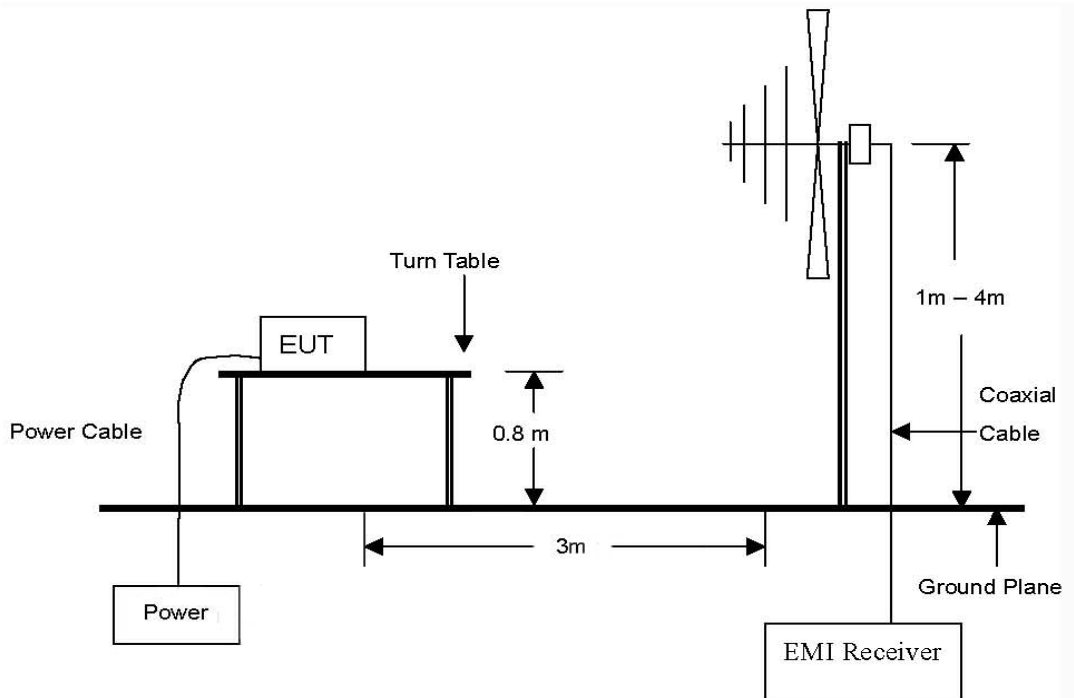 Turn Table
1m – 4m
EUT
Coaxial
Cable
Power Cable
0.8 m
3m
Ground Plane
Power
EMI Receiver